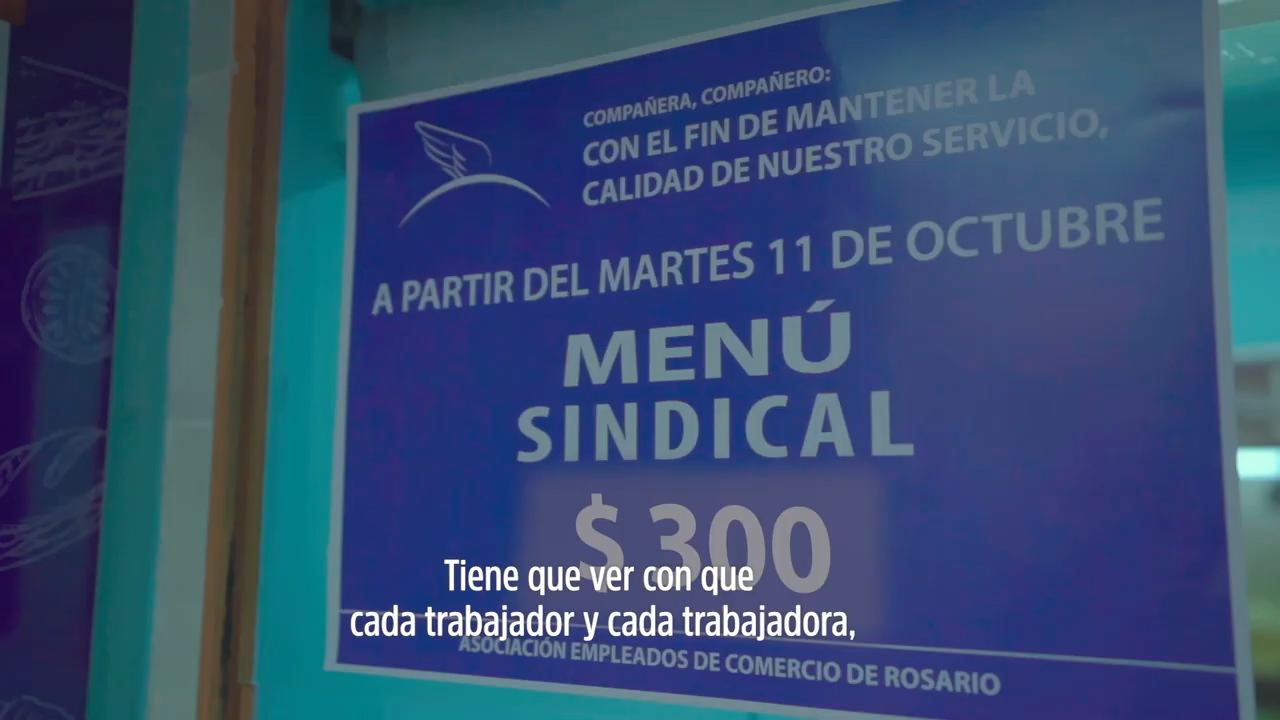 COMPAÑERA, COMPAÑERO:
CON EL FIN DE MANTENER LA
CALIDAD DE NUESTRO SERVICIO,
A PARTIR DEL MARTES 11 DE OCTUBRE
MENÚ
SINDICAL
$ 300
Tiene que ver con que
cada trabajador y cada trabajadora,
ASOCIACIÓN EMPLEADOS DE COMERCIO DE ROSARIO